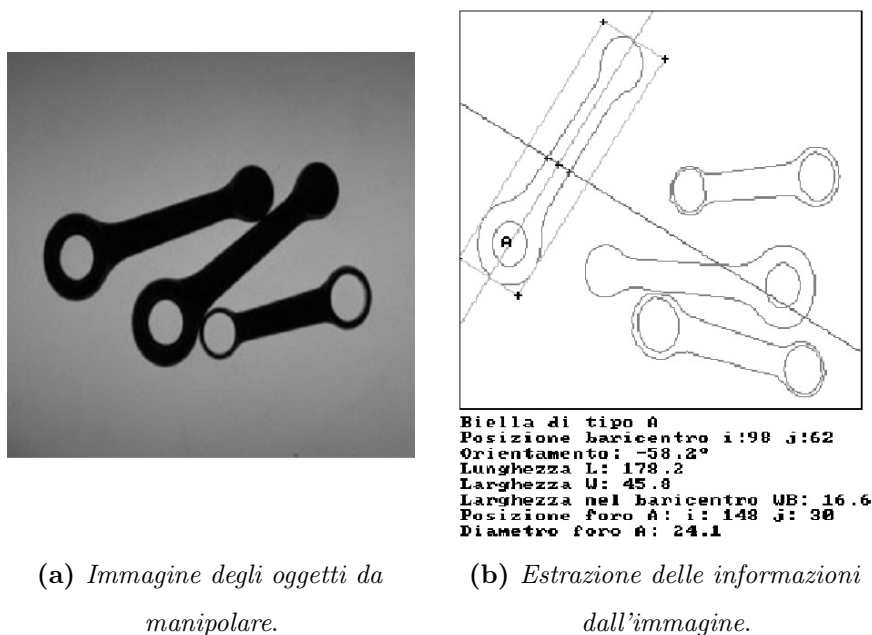 A
Biella di tipo A
Posizione baricentro i:98 j:62
Orientamento: -58.2°
Lunghezza L: 178.2
Larghezza W: 45.8
Larghezza nel baricentro WB: 16.6
Posizione foro A: i: 148 j: 30
Diametro foro A: 24.1
(a) Immagine degli oggetti da
manipolare.
(b) Estrazione delle informazioni
dall'immagine.